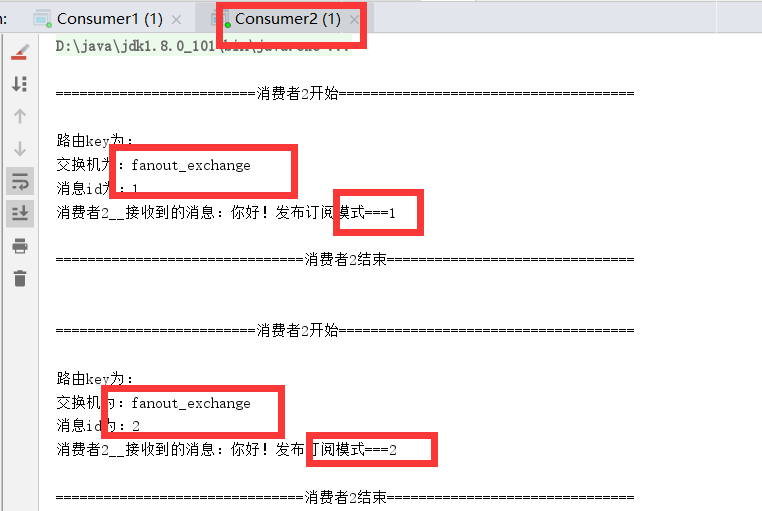 n: Consumer1 (1) × Consumer2 (1) ×
D:\java\jdk1.8.0_101\bin\java.exe ...
=========================消费者2开始=====================================
路由key为：
交换机为：fanout_exchange
消息id为：1
消费者2__接收到的消息：你好！发布订阅模式===1
===============================消费者2结束===============================
=========================消费者2开始=====================================
路由key为：
交换机为：fanout_exchange
消息id为：2
消费者2__接收到的消息：你好！发布订阅模式===2
===============================消费者2结束===============================